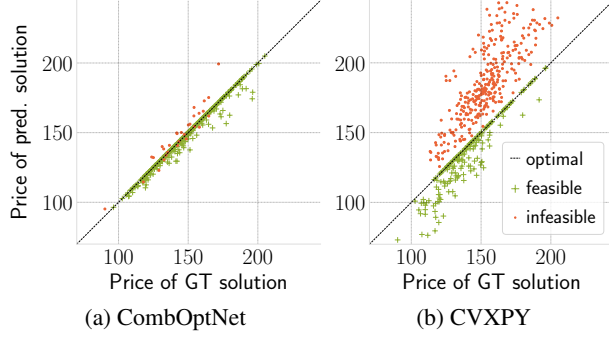 Price of pred. solution
200
150
100
100
150
200
Price of GT solution
(a) CombOptNet
200
150
100
optimal
feasible
infeasible
100
150
200
Price of GT solution
(b) CVXPY